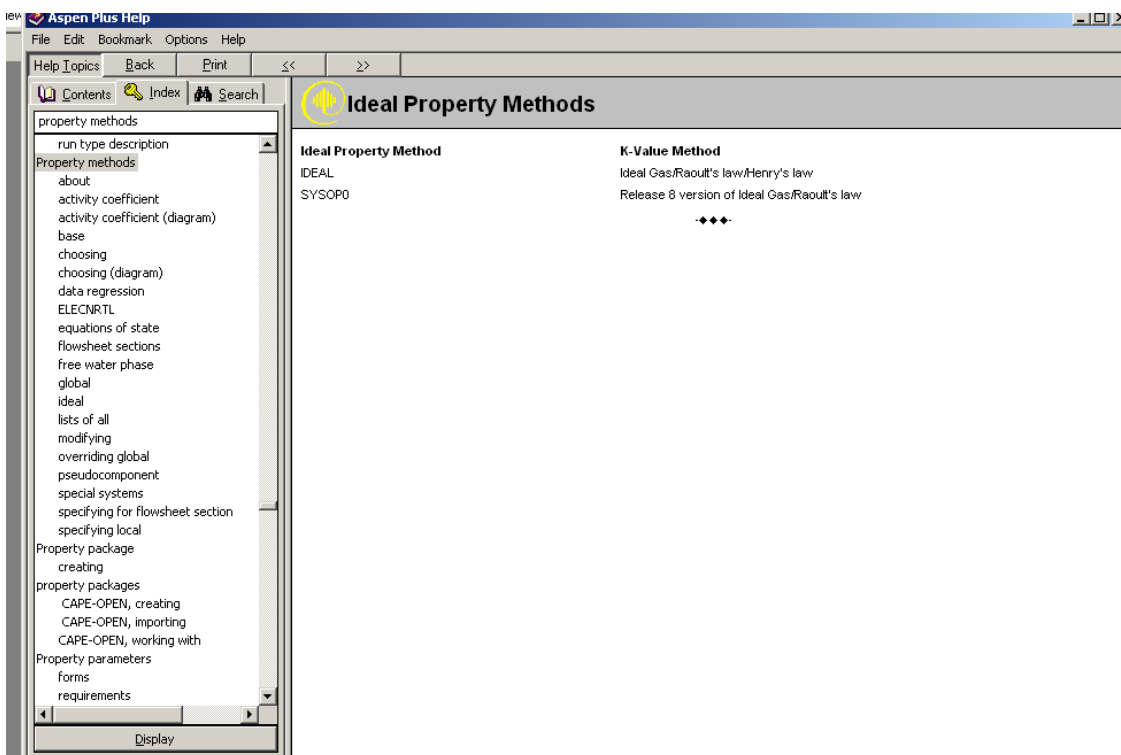 Aspen Plus Help
File Edit Bookmark Options Help
Help Topics Back Print << >>
Contents Index Search
property methods
run type description
Property methods
about
activity coefficient
activity coefficient (diagram)
base
choosing
choosing (diagram)
data regression
ELECNRTL
equations of state
flowsheet sections
free water phase
global
ideal
lists of all
modifying
overriding global
pseudocomponent
special systems
specifying for flowsheet section
specifying local
Property package
creating
property packages
CAPE-OPEN, creating
CAPE-OPEN, importing
CAPE-OPEN, working with
Property parameters
forms
requirements
Display
Ideal Property Methods
Ideal Property Method K-Value Method
IDEAL Ideal Gas/Raoult's law/Henry's law
SYSOP0 Release 8 version of Ideal Gas/Raoult's law